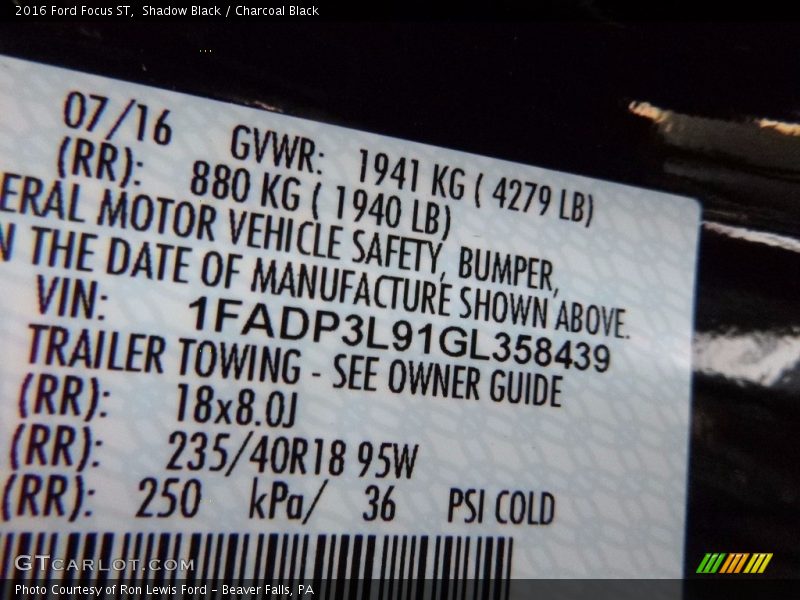 2016 Ford Focus ST,  Shadow Black / Charcoal Black
07/16 GVWR: 1941 KG ( 4279 LB)
(RR): 880 KG ( 1940 LB)
ERAL MOTOR VEHICLE SAFETY, BUMPER,
N THE DATE OF MANUFACTURE SHOWN ABOVE.
VIN: 1FADP3L91GL358439
TRAILER TOWING - SEE OWNER GUIDE
(RR): 18x8.0J
(RR): 235/40R18 95W
(RR): 250 kPa/ 36 PSI COLD
GTcarlot.com
Photo Courtesy of Ron Lewis Ford - Beaver Falls, PA